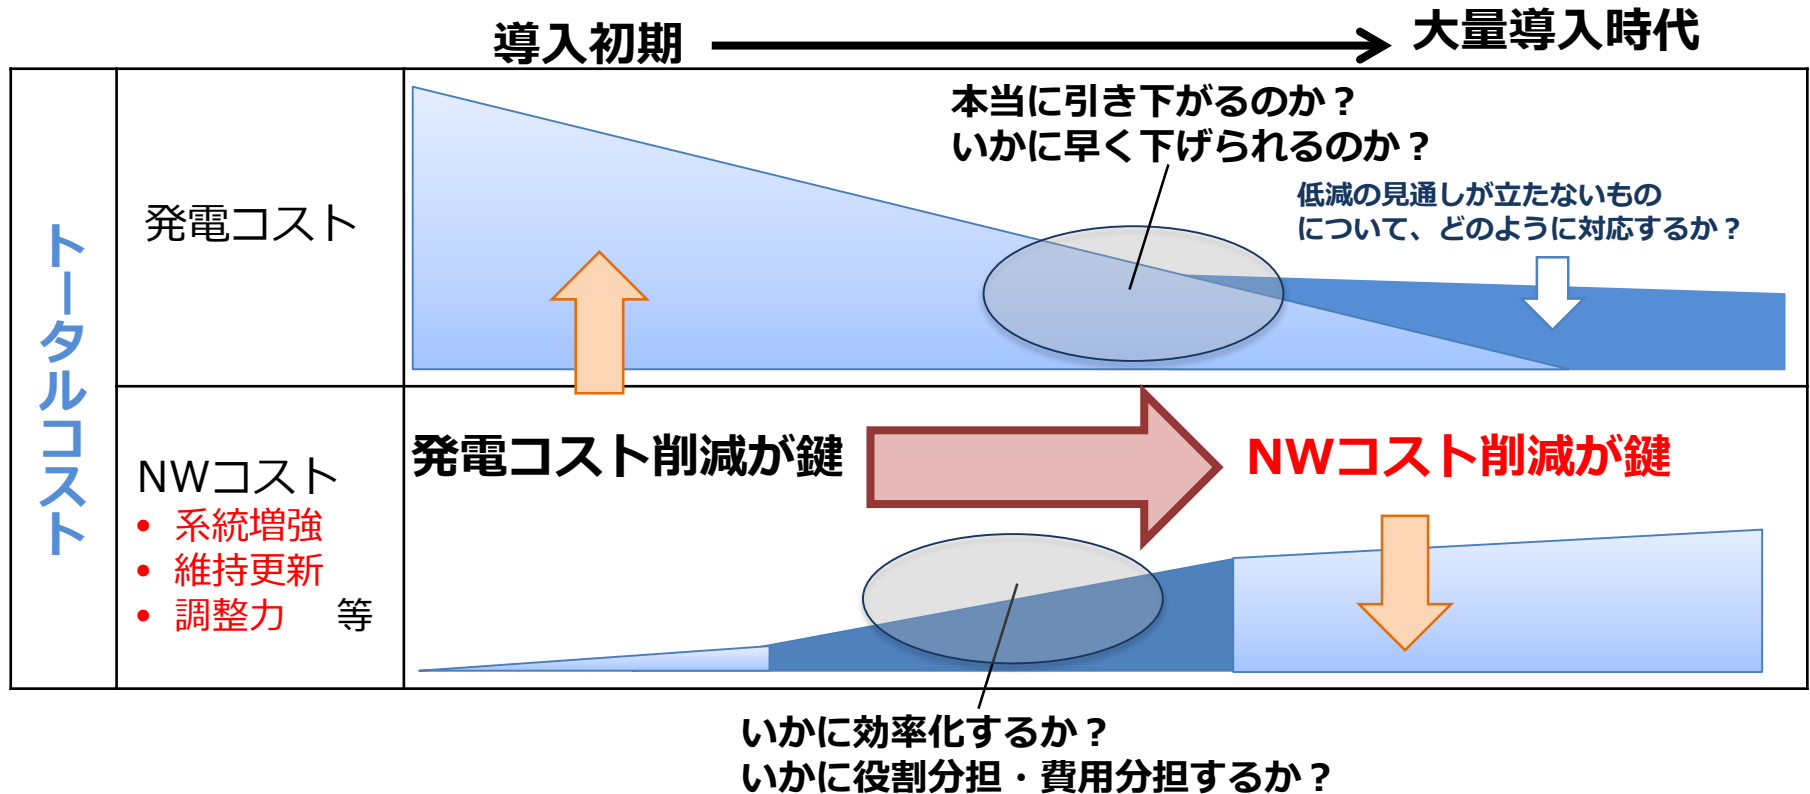 導入初期
大量導入時代
本当に引き下がるのか？
いかに早く下げられるのか？
低減の見通しが立たないもの
について、どのように対応するか？
トータルコスト
発電コスト
NWコスト
• 系統増強
• 維持更新
• 調整力 等
発電コスト削減が鍵
NWコスト削減が鍵
いかに効率化するか？
いかに役割分担・費用分担するか？